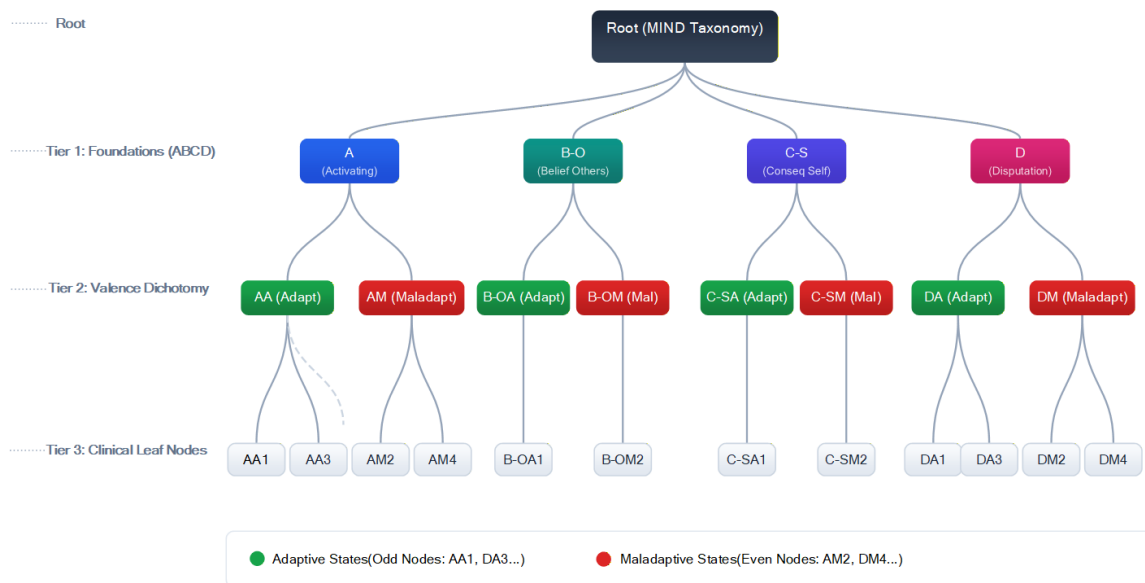 Root
Root (MIND Taxonomy)
Tier 1: Foundations (ABCD)
A
(Activating)
B-O
(Belief Others)
C-S
(Conseq Self)
D
(Disputation)
Tier 2: Valence Dichotomy
AA (Adapt)
AM (Maladapt)
B-OA (Adapt)
B-OM (Mal)
C-SA (Adapt)
C-SM (Mal)
DA (Adapt)
DM (Maladapt)
Tier 3: Clinical Leaf Nodes
AA1
AA3
AM2
AM4
B-OA1
B-OM2
C-SA1
C-SM2
DA1
DA3
DM2
DM4
Adaptive States(Odd Nodes: AA1, DA3...)
Maladaptive States(Even Nodes: AM2, DM4...)